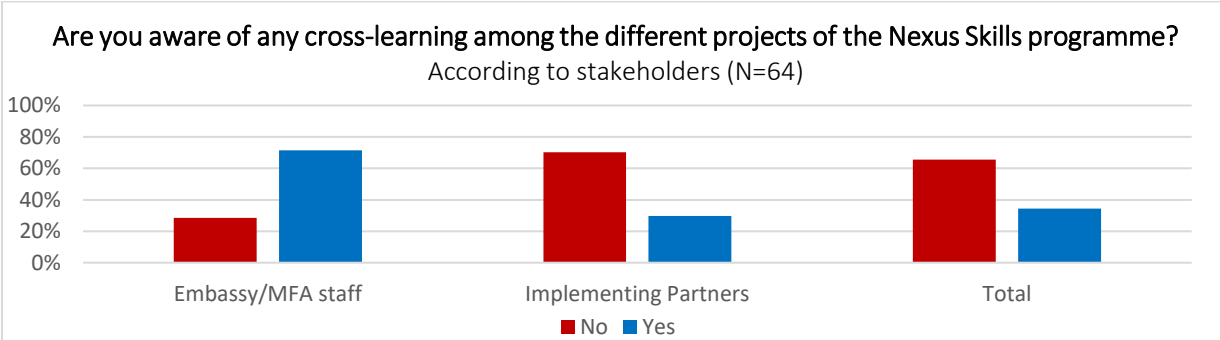 Are you aware of any cross-learning among the different projects of the Nexus Skills programme?
According to stakeholders (N=64)
100%
80%
60%
40%
20%
0%
Embassy/MFA staff
Implementing Partners
Total
No
Yes